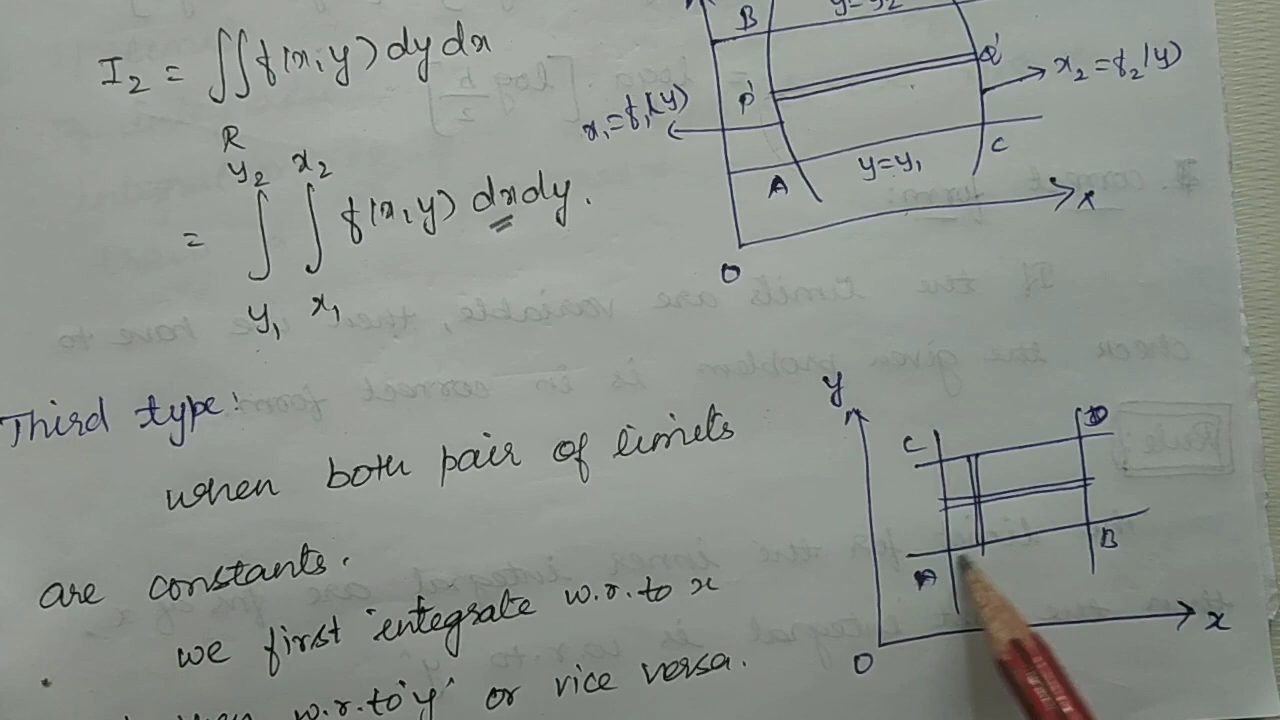 I₂ = ∬ f(x,y) dy dx
R
= ∫ y₁ y₂ ∫ x₁ x₂ f(x,y) dx dy.
B
y=y₂
P'
Q'
x₂ = f₂(y)
x₁ = f₁(y)
A
y=y₁
C
x
O
Third type:
when both pair of limits
are constants.
we first integrate w.r.to x
w.r.to 'y' or vice versa.
y
C
D
A
B
O
x